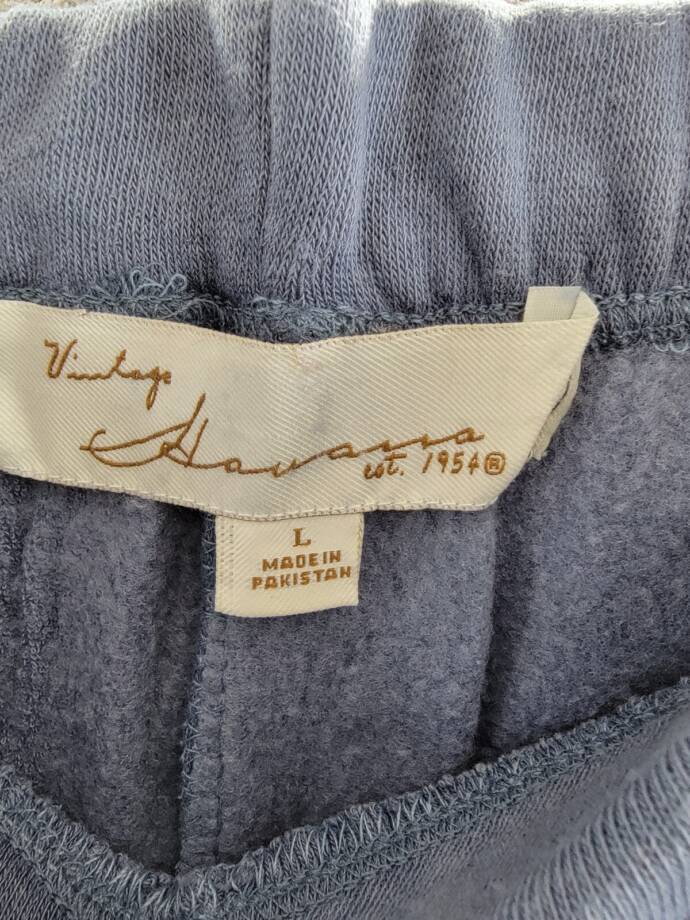 Vintage
Havana
est. 1954®
L
MADE IN
PAKISTAN